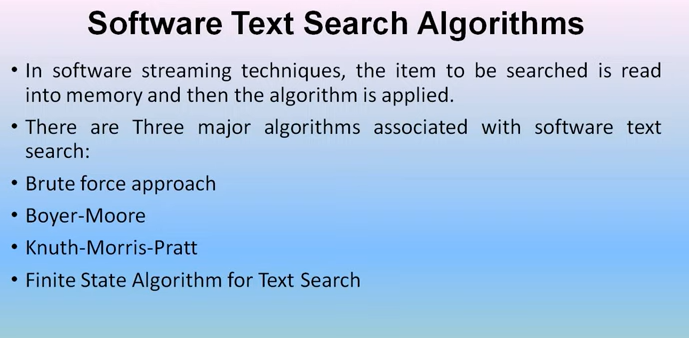 Software Text Search Algorithms
• In software streaming techniques, the item to be searched is read
into memory and then the algorithm is applied.
• There are Three major algorithms associated with software text
search:
• Brute force approach
• Boyer-Moore
• Knuth-Morris-Pratt
• Finite State Algorithm for Text Search